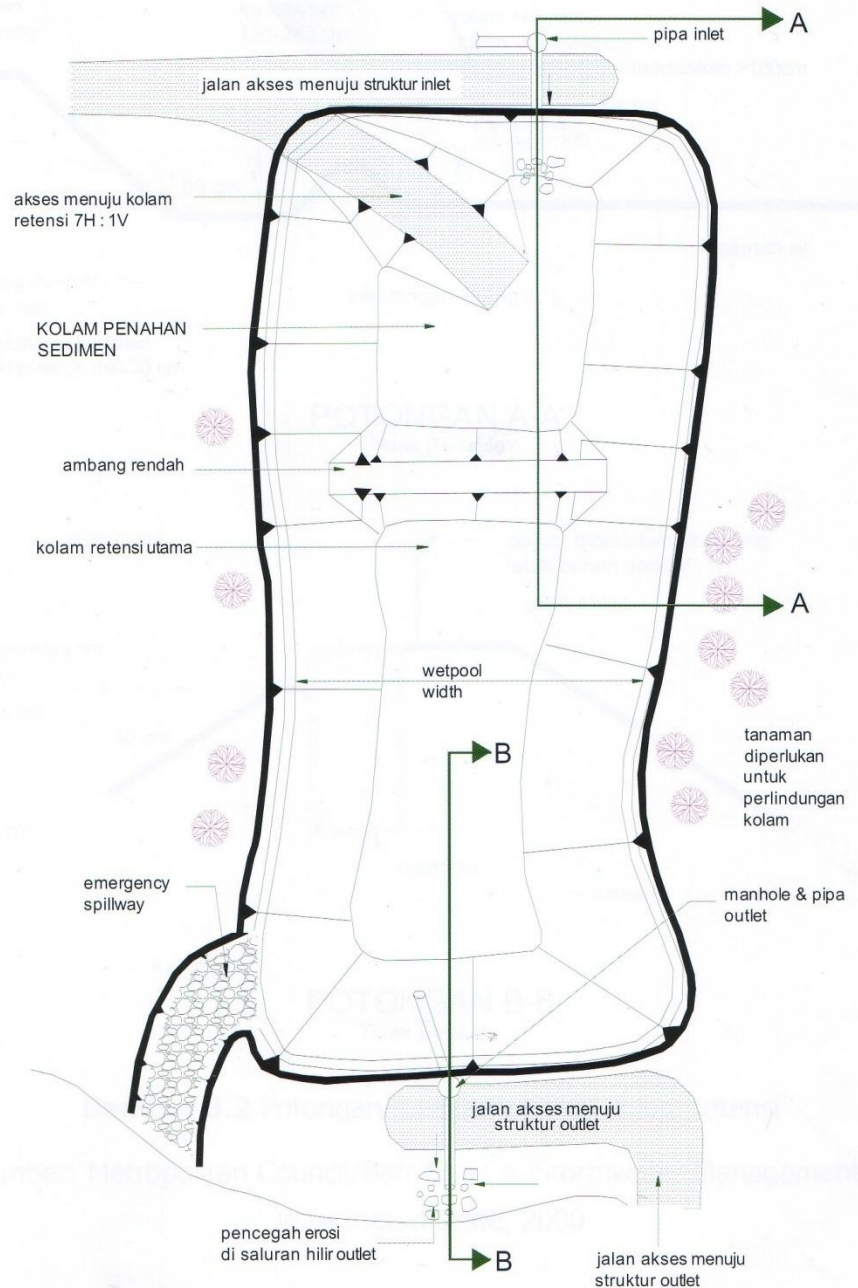 A
pipa inlet
jalan akses menuju struktur inlet
akses menuju kolam
retensi 7H : 1V
KOLAM PENAHAN
SEDIMEN
ambang rendah
kolam retensi utama
A
wetpool
width
B
tanaman
diperlukan
untuk
perlindungan
kolam
emergency
spillway
manhole & pipa
outlet
POTONGAN A-A
POTONGAN B-B
jalan akses menuju
struktur outlet
pencegah erosi
di saluran hilir outlet
B
jalan akses menuju
struktur outlet